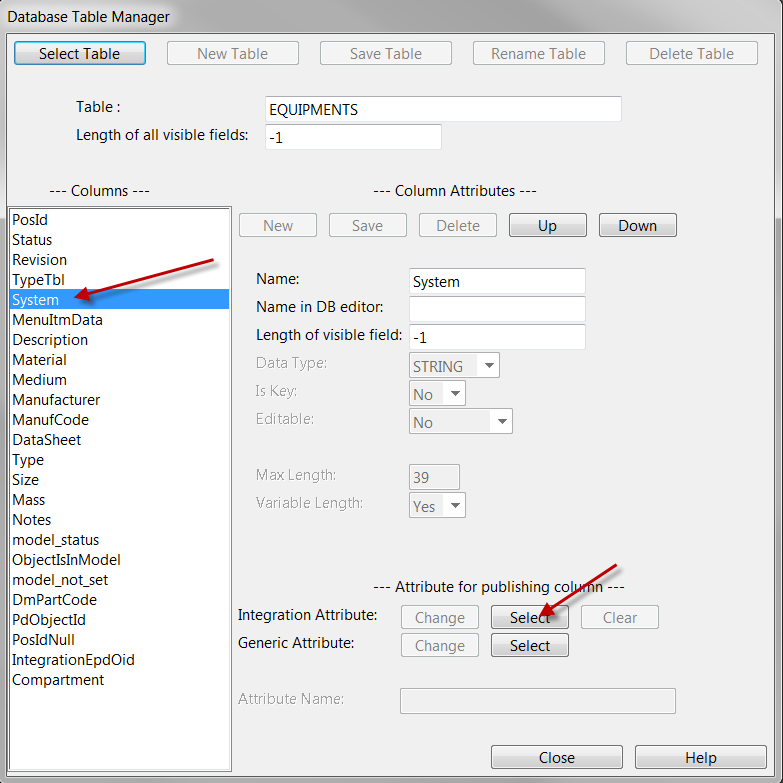 Database Table Manager
Select Table New Table Save Table Rename Table Delete Table
Table : EQUIPMENTS
Length of all visible fields: -1
--- Columns ---
PosId
Status
Revision
TypeTbl
System
MenuItmData
Description
Material
Medium
Manufacturer
ManufCode
DataSheet
Type
Size
Mass
Notes
model_status
ObjectIsInModel
model_not_set
DmPartCode
PdObjectId
PosIdNull
IntegrationEpdOid
Compartment
--- Column Attributes ---
New Save Delete Up Down
Name: System
Name in DB editor:
Length of visible field: -1
Data Type: STRING
Is Key: No
Editable: No
Max Length: 39
Variable Length: Yes
--- Attribute for publishing column ---
Integration Attribute: Change Select Clear
Generic Attribute: Change Select
Attribute Name:
Close Help